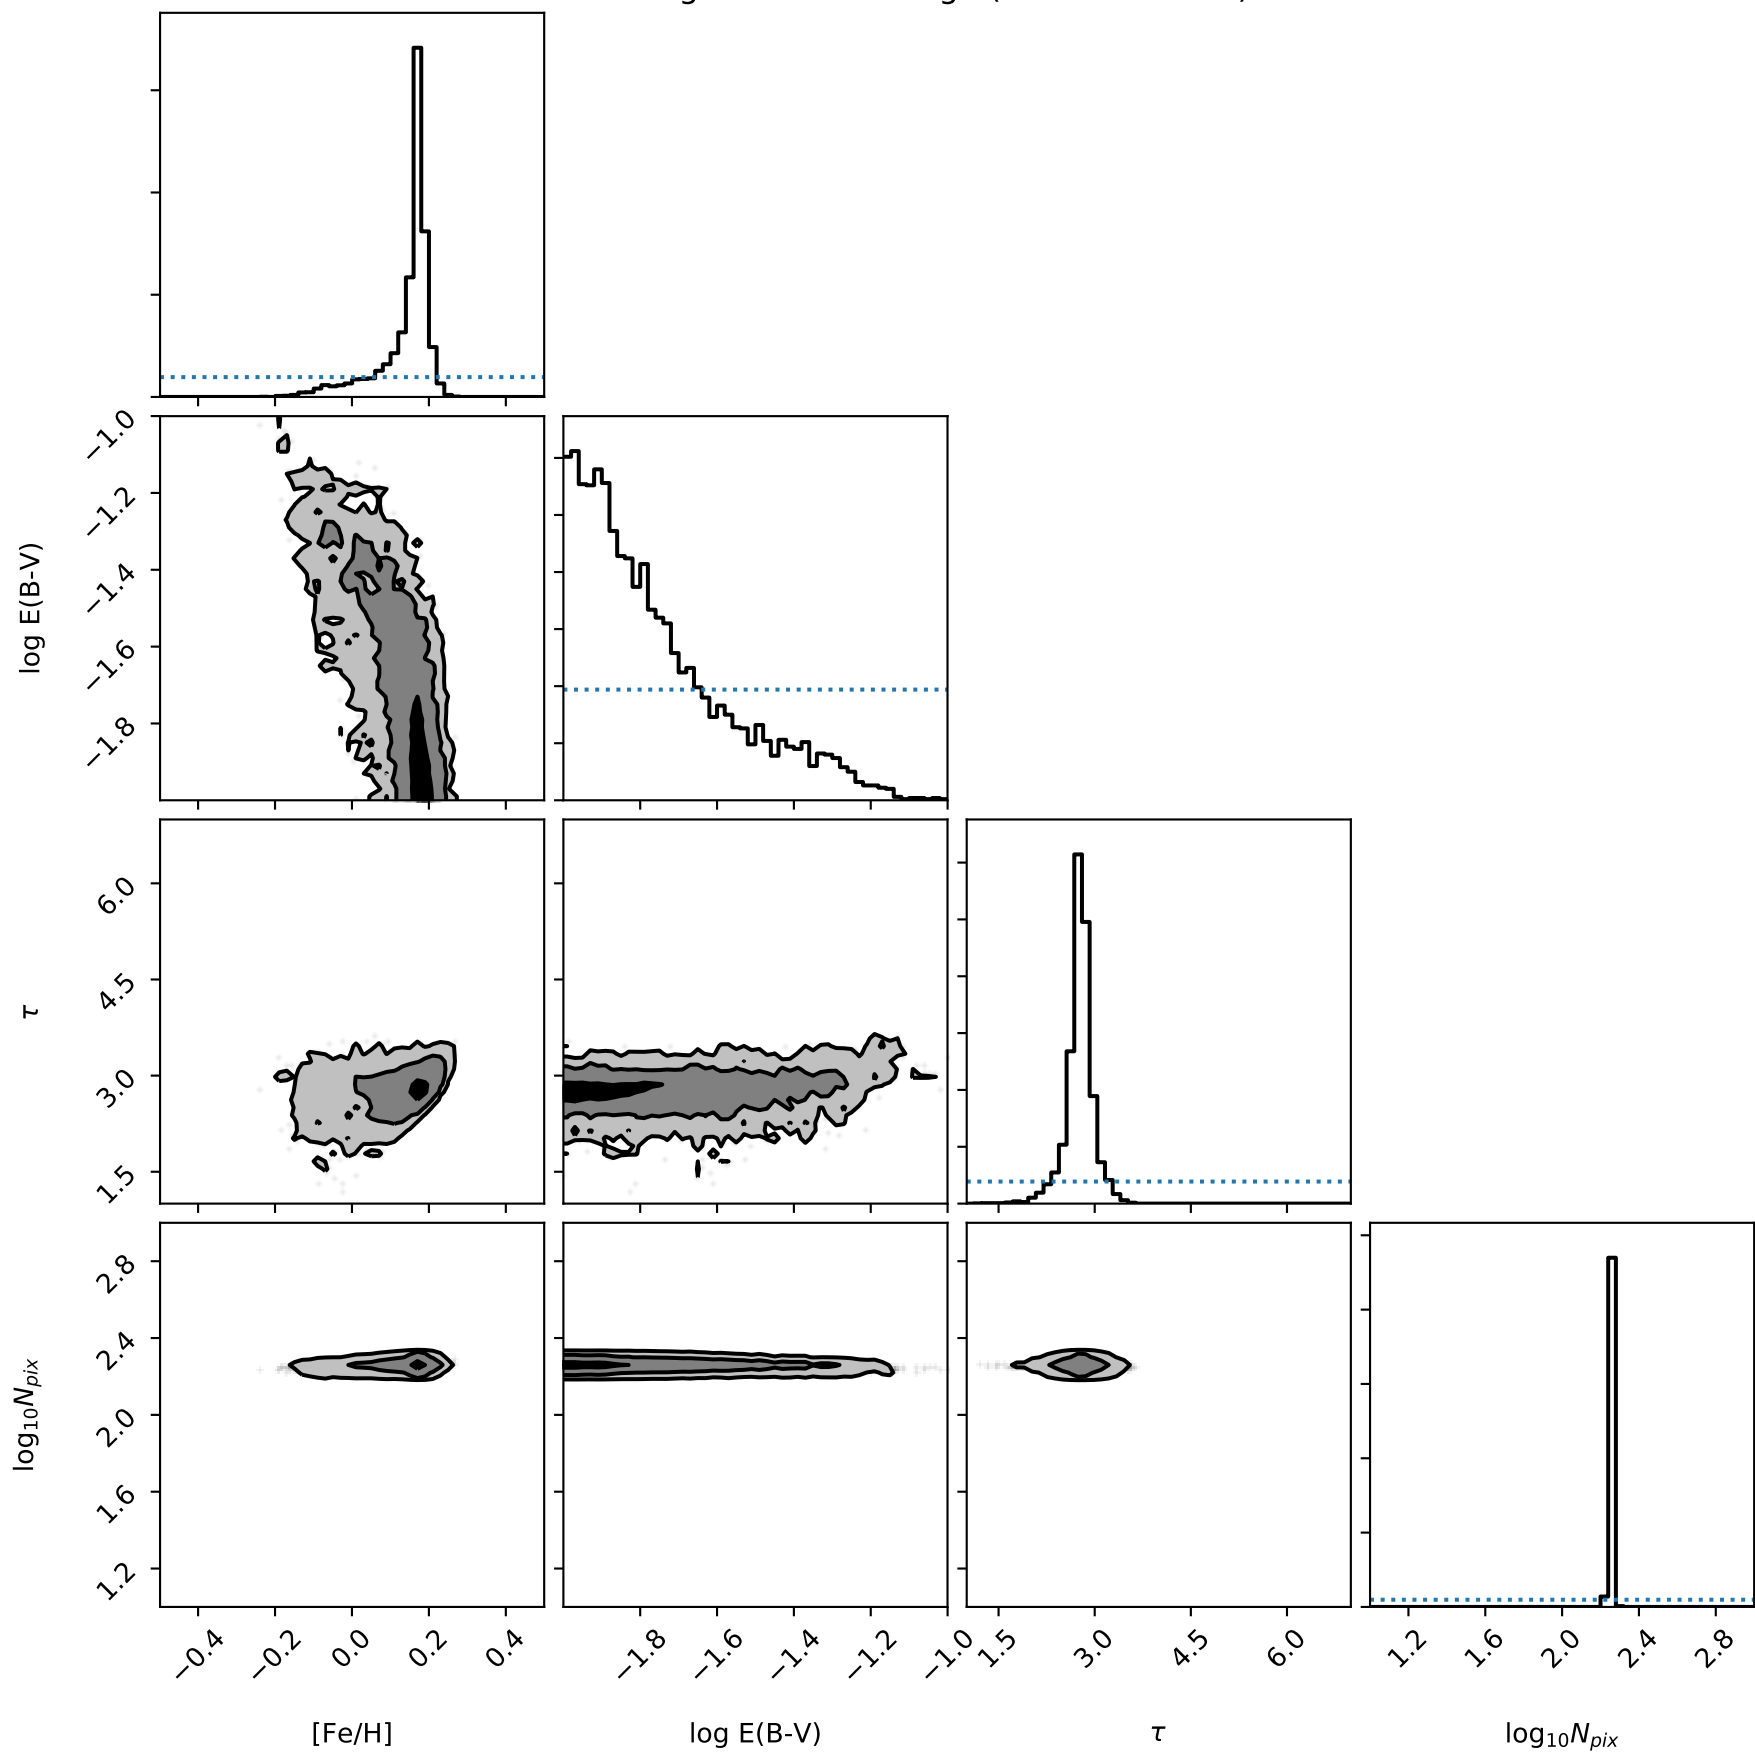 −1.0
−1.2
−1.4
−1.6
−1.8
log E(B-V)
6.0
4.5
3.0
1.5
τ
2.8
2.4
2.0
1.6
1.2
log₁₀N_pix
−0.4 −0.2 0.0 0.2 0.4
−1.8 −1.6 −1.4 −1.2 −1.0
1.5 3.0 4.5 6.0
1.2 1.6 2.0 2.4 2.8
[Fe/H] log E(B-V) τ log₁₀N_pix